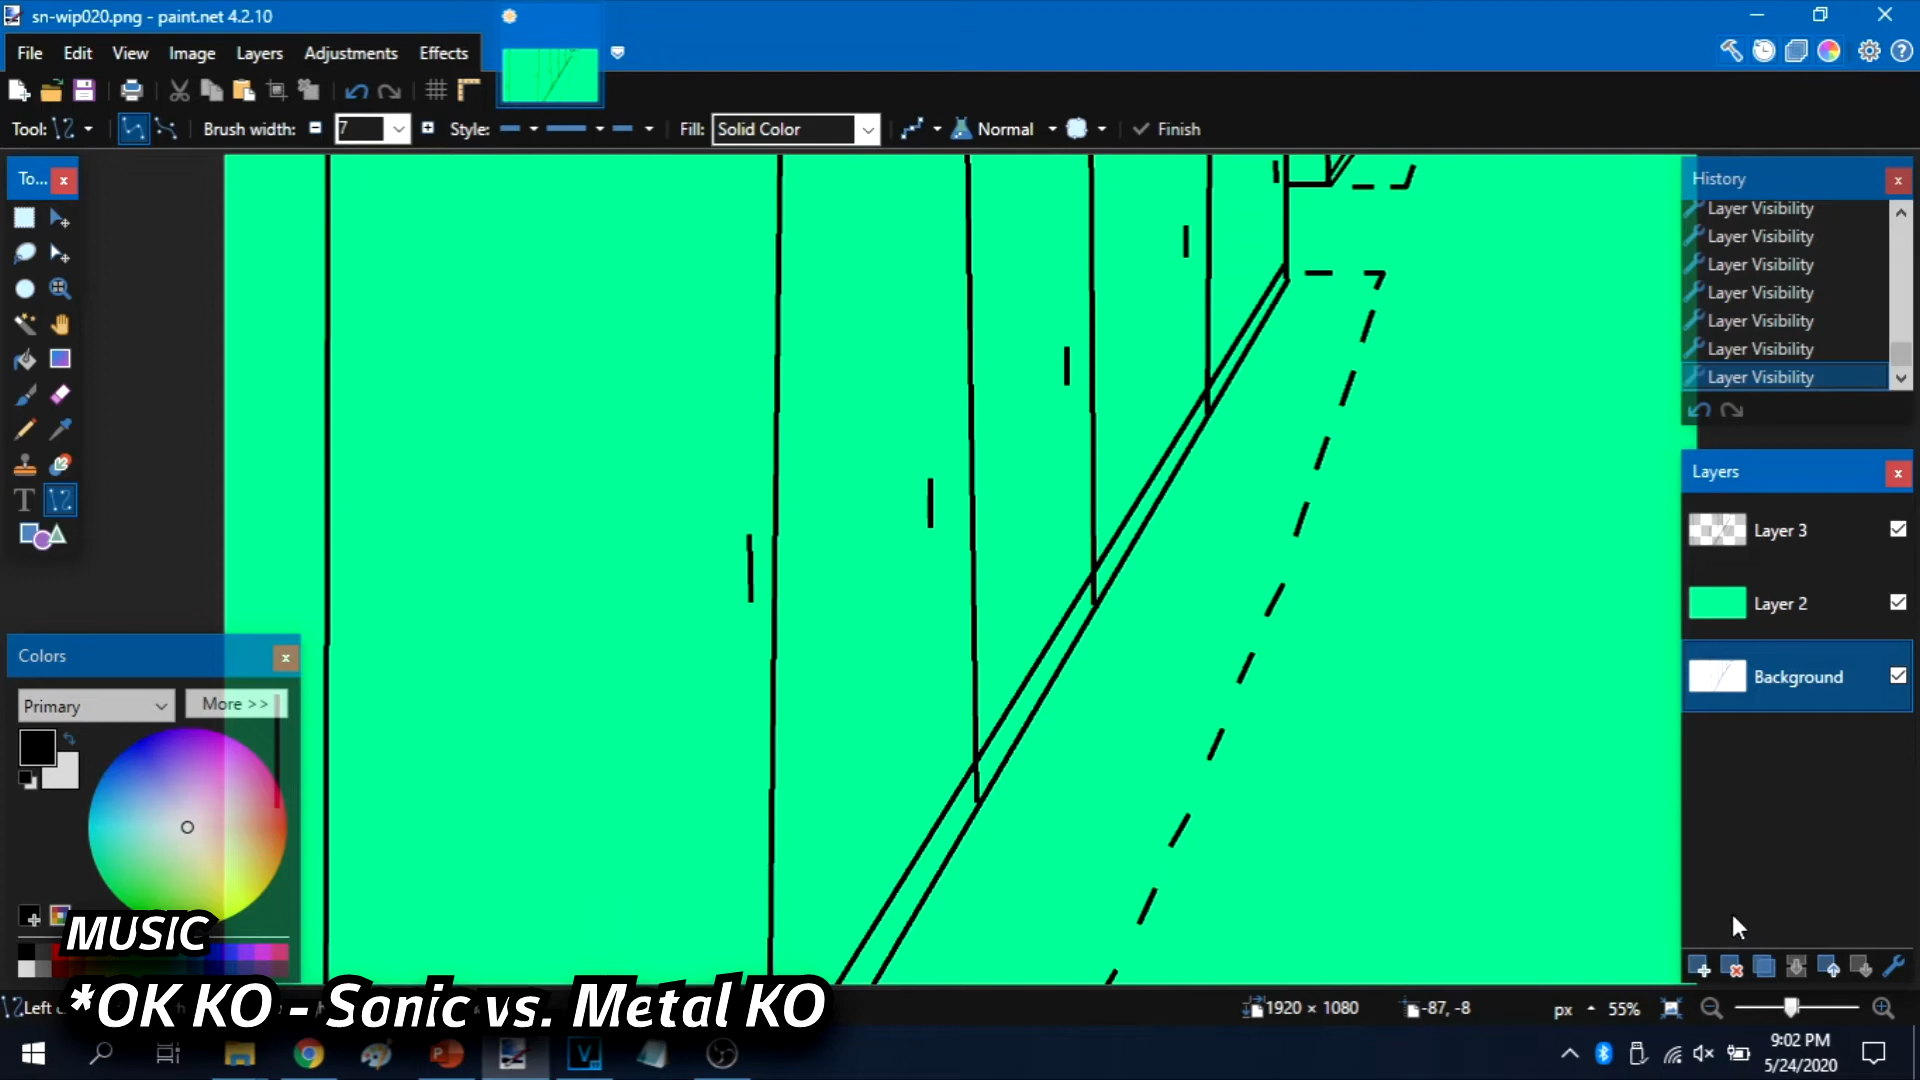 sn-wip020.png - paint.net 4.2.10
File Edit View Image Layers Adjustments Effects
Tool: Brush width: 7 Style: Fill: Solid Color Normal Finish
To... x
History x
Layer Visibility
Layer Visibility
Layer Visibility
Layer Visibility
Layer Visibility
Layer Visibility
Layer Visibility
Layers x
Layer 3
Layer 2
Background
Colors x
Primary More >>
MUSIC
*OK KO - Sonic vs. Metal KO
Left
1920 × 1080 -87, -8 px 55%
9:02 PM
5/24/2020